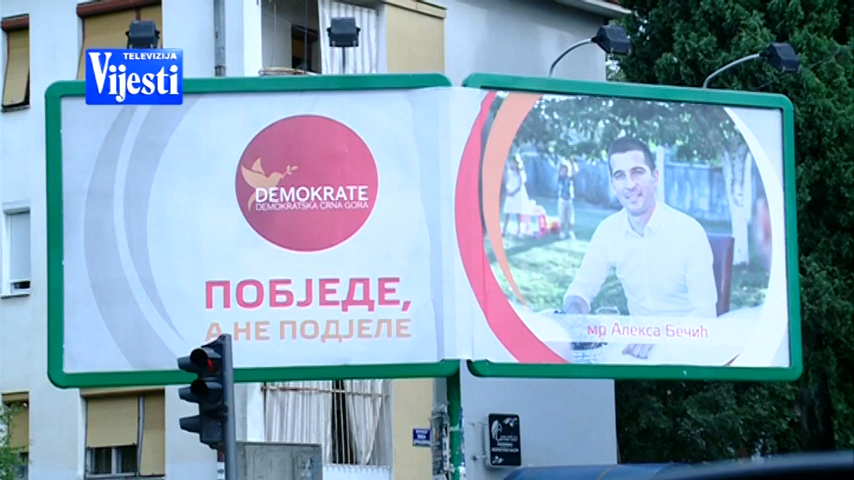 TELEVIZIJA
Vijesti
DEMOKRATE
DEMOKRATSKA CRNA GORA
ПОБЈЕДЕ,
А НЕ ПОДЈЕЛЕ
мр Алекса Бечић